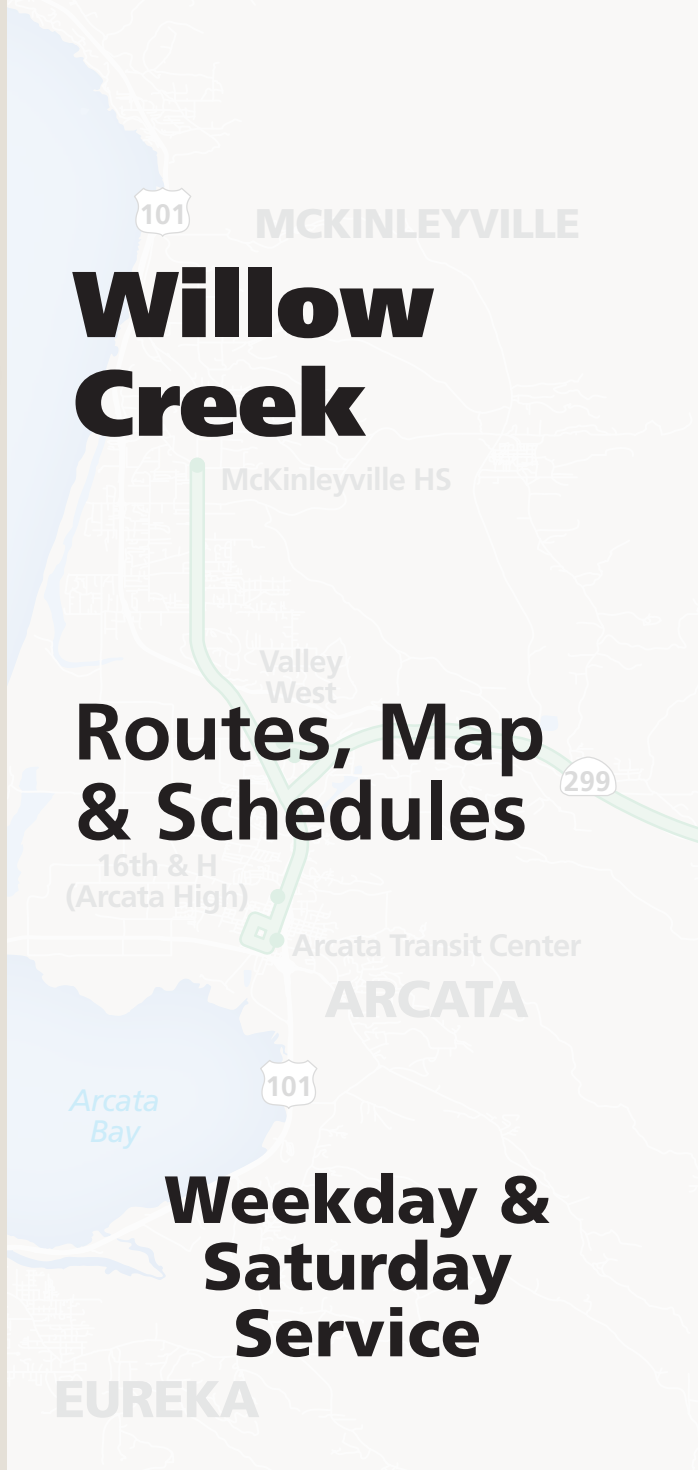 101
MCKINLEYVILLE
Willow
Creek
McKinleyville HS
Valley
West
Routes, Map
& Schedules
299
16th & H
(Arcata High)
Arcata Transit Center
ARCATA
101
Arcata
Bay
Weekday &
Saturday
Service
EUREKA